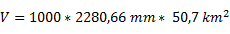 V = 1000 * 2280,66 mm * 50,7 km²